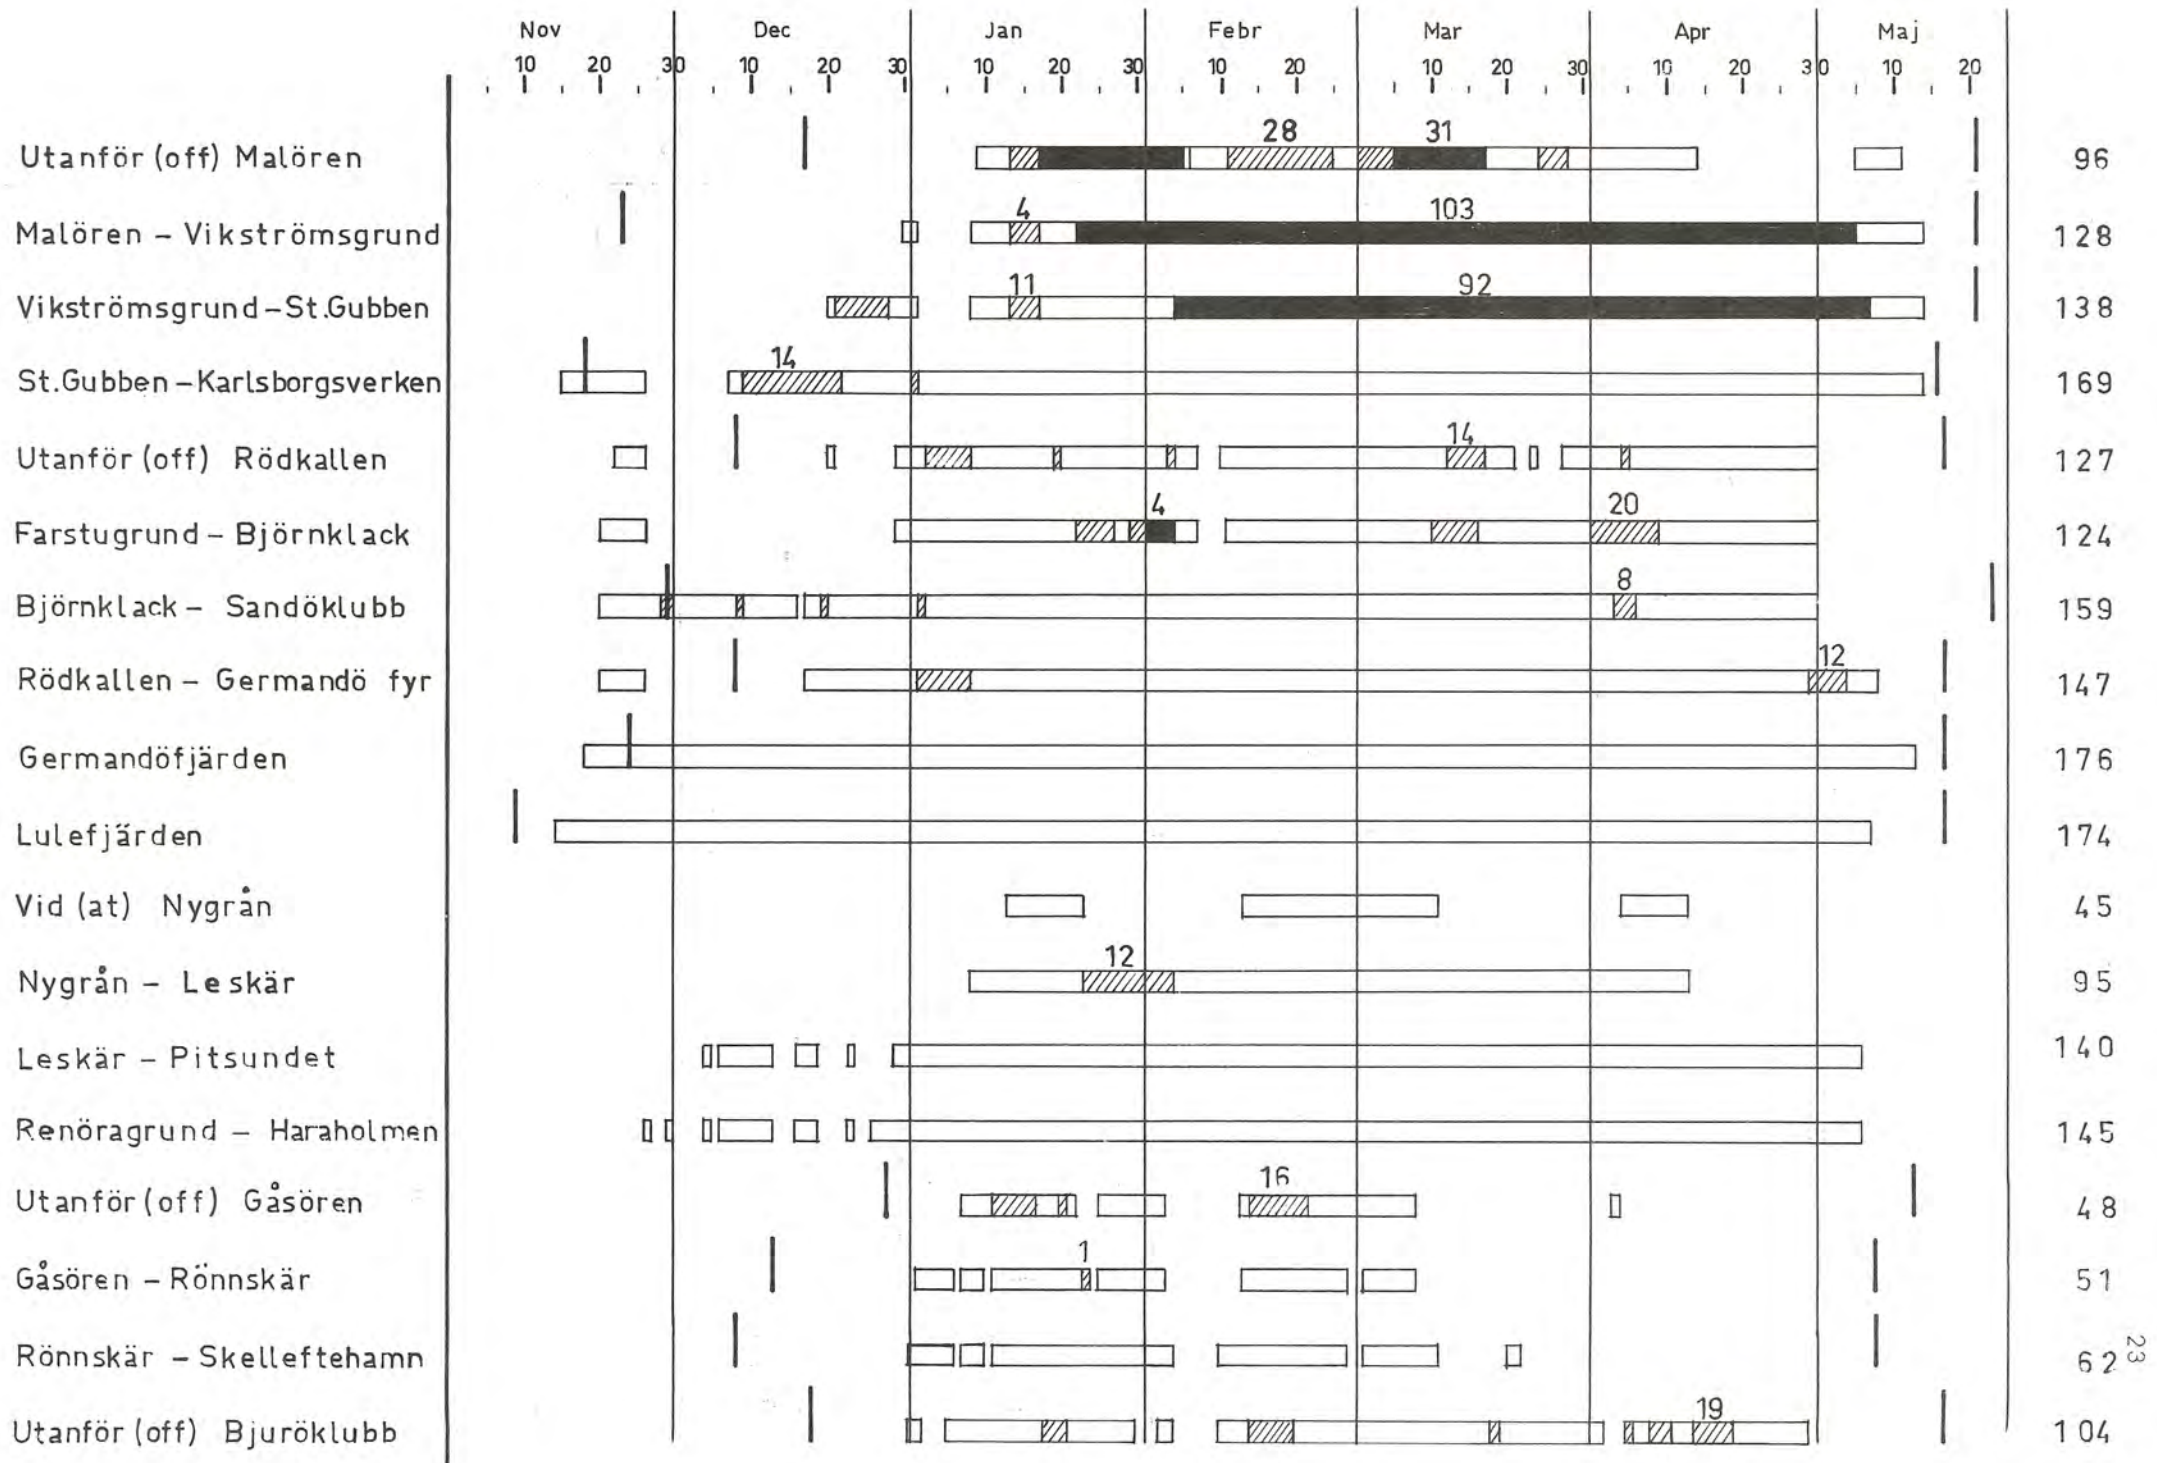 Nov Dec Jan Febr Mar Apr Maj
10 20 30 10 20 30 10 20 30 10 20 10 20 30 10 20 30 10 20
28 31
Utanför (off) Malören 96
4 103
Malören – Vikströmsgrund 128
11 92
Vikströmsgrund – St.Gubben 138
14
St.Gubben – Karlsborgsverken 169
14
Utanför (off) Rödkallen 127
4 20
Farstugrund – Björnklack 124
8
Björnklack – Sandöklubb 159
12
Rödkallen – Germandö fyr 147
Germandöfjärden 176
Lulefjärden 174
Vid (at) Nygrån 45
12
Nygrån – Leskär 95
Leskär – Pitsundet 140
Renöragrund – Haraholmen 145
16
Utanför (off) Gåsören 48
1
Gåsören – Rönnskär 51
Rönnskär – Skelleftehamn 62
23
19
Utanför (off) Bjuröklubb 104